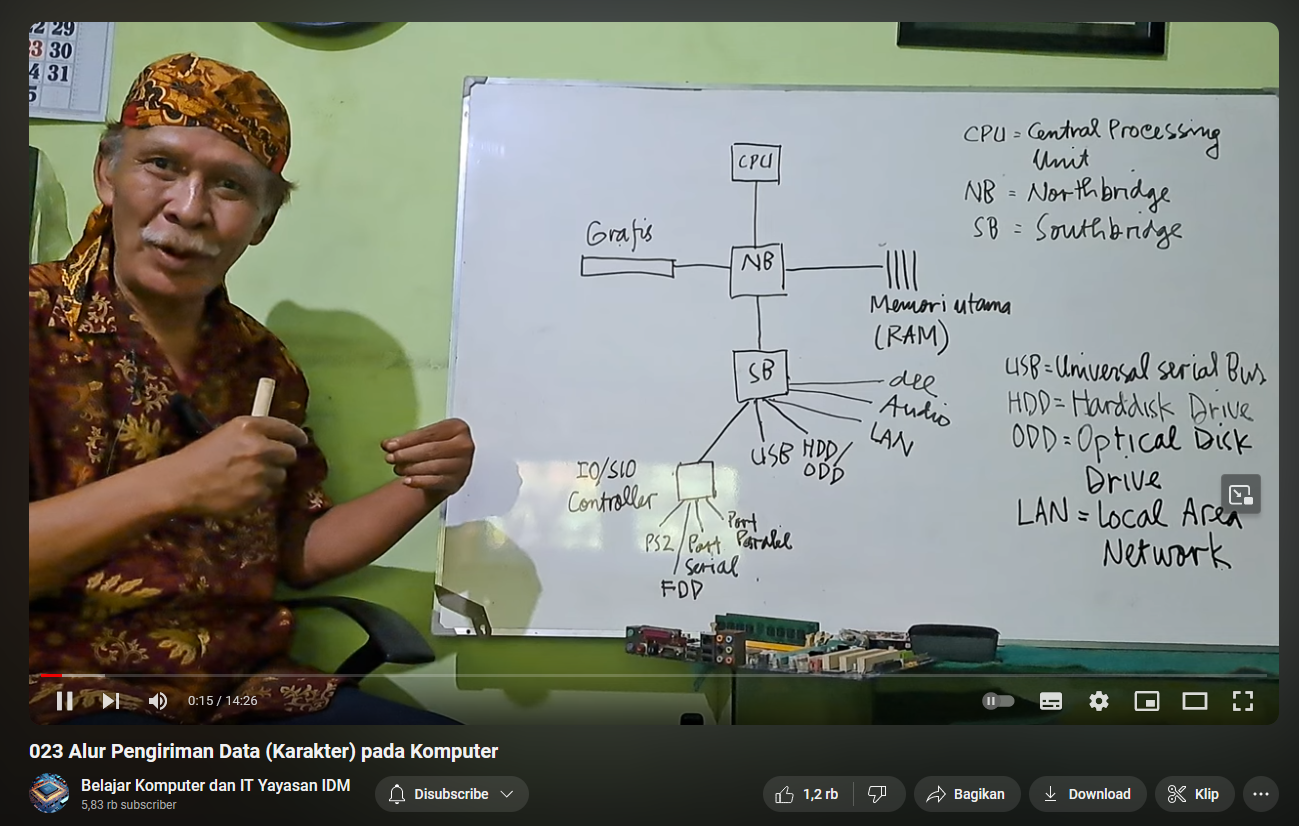 22 29
23 30
24 31
5
CPU = Central Processing
Unit
NB = Northbridge
SB = Southbridge
CPU
Grafis
NB
Memori utama
(RAM)
SB
dll
Audio
LAN
USB HDD/
ODD
USB = Universal serial Bus
HDD = Harddisk Drive
ODD = Optical Disk
Drive
LAN = Local Area
Network
IO/SIO
Controller
PS2
FDD
Port
Serial
Port
Paralel
0:15 / 14:26
023 Alur Pengiriman Data (Karakter) pada Komputer
Belajar Komputer dan IT Yayasan IDM
5,83 rb subscriber
Disubscribe
1,2 rb
Bagikan
Download
Klip